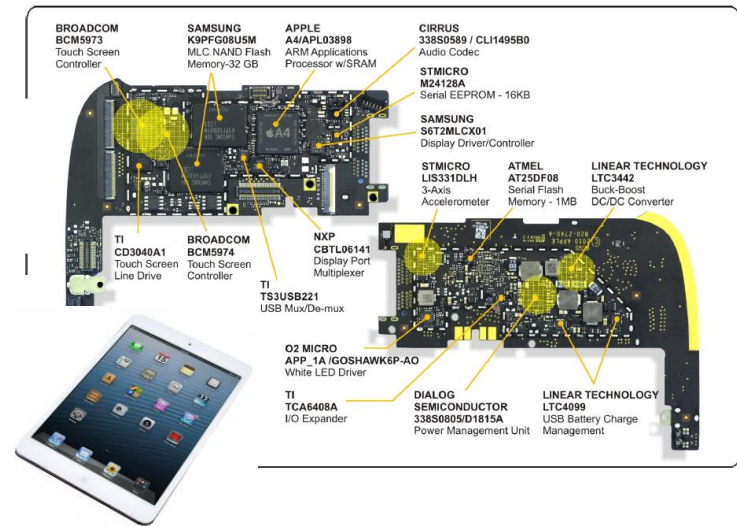 BROADCOM
BCM5973
Touch Screen
Controller
SAMSUNG
K9PFG08U5M
MLC NAND Flash
Memory-32 GB
APPLE
A4/APL03898
ARM Applications
Processor w/SRAM
CIRRUS
338S0589 / CLI1495B0
Audio Codec
STMICRO
M24128A
Serial EEPROM - 16KB
SAMSUNG
S6T2MLCX01
Display Driver/Controller
A4
STMICRO
LIS331DLH
3-Axis
Accelerometer
ATMEL
AT25DF08
Serial Flash
Memory - 1MB
LINEAR TECHNOLOGY
LTC3442
Buck-Boost
DC/DC Converter
TI
CD3040A1
Touch Screen
Line Drive
BROADCOM
BCM5974
Touch Screen
Controller
TI
TS3USB221
USB Mux/De-mux
NXP
CBTL06141
Display Port
Multiplexer
O2 MICRO
APP_1A /GOSHAWK6P-AO
White LED Driver
TI
TCA6408A
I/O Expander
DIALOG
SEMICONDUCTOR
338S0805/D1815A
Power Management Unit
LINEAR TECHNOLOGY
LTC4099
USB Battery Charge
Management